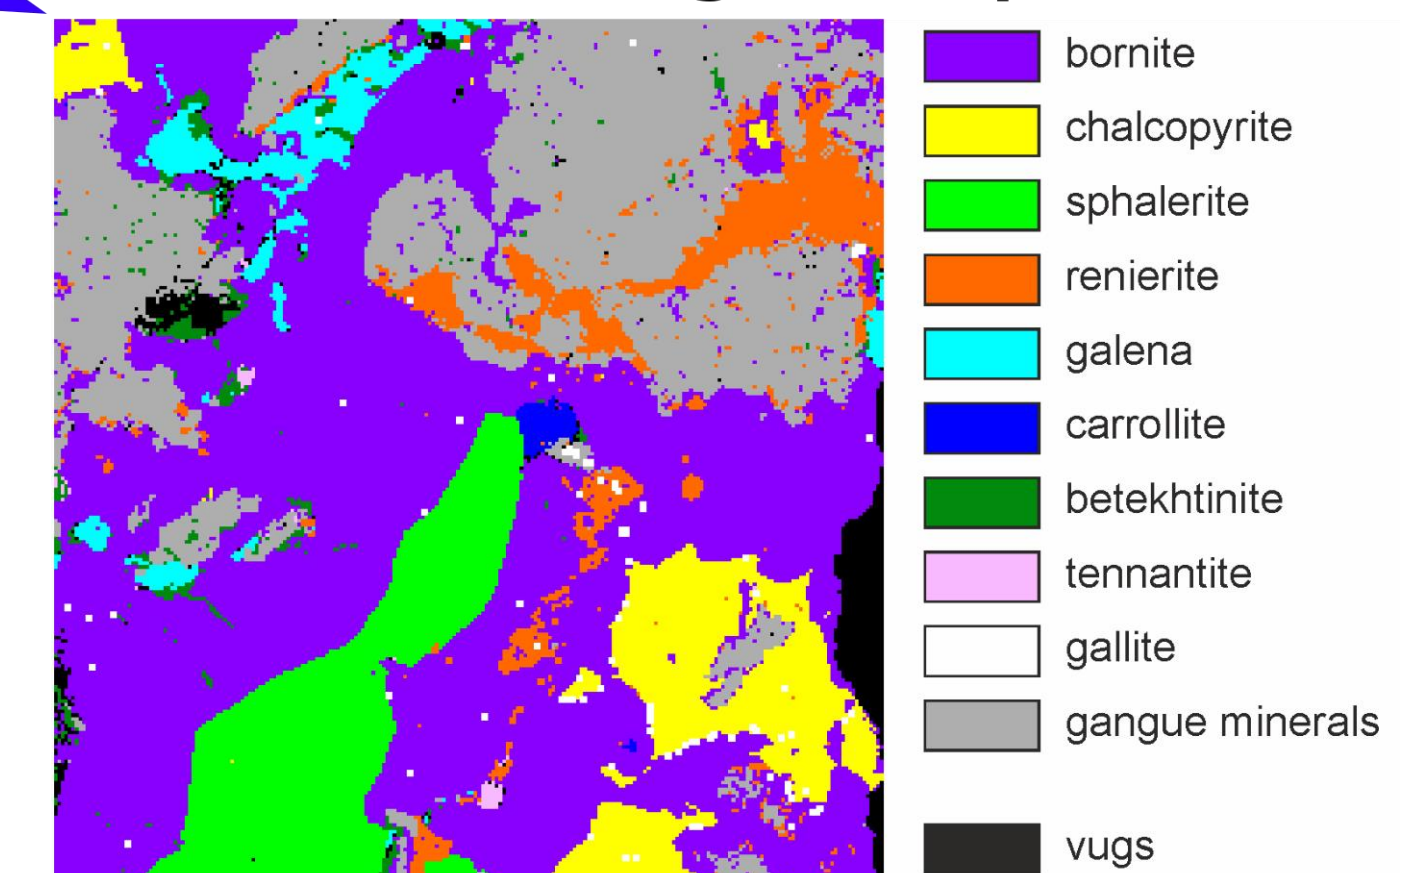 bornite
chalcopyrite
sphalerite
renierite
galena
carrollite
betekhtinite
tennantite
gallite
gangue minerals
vugs